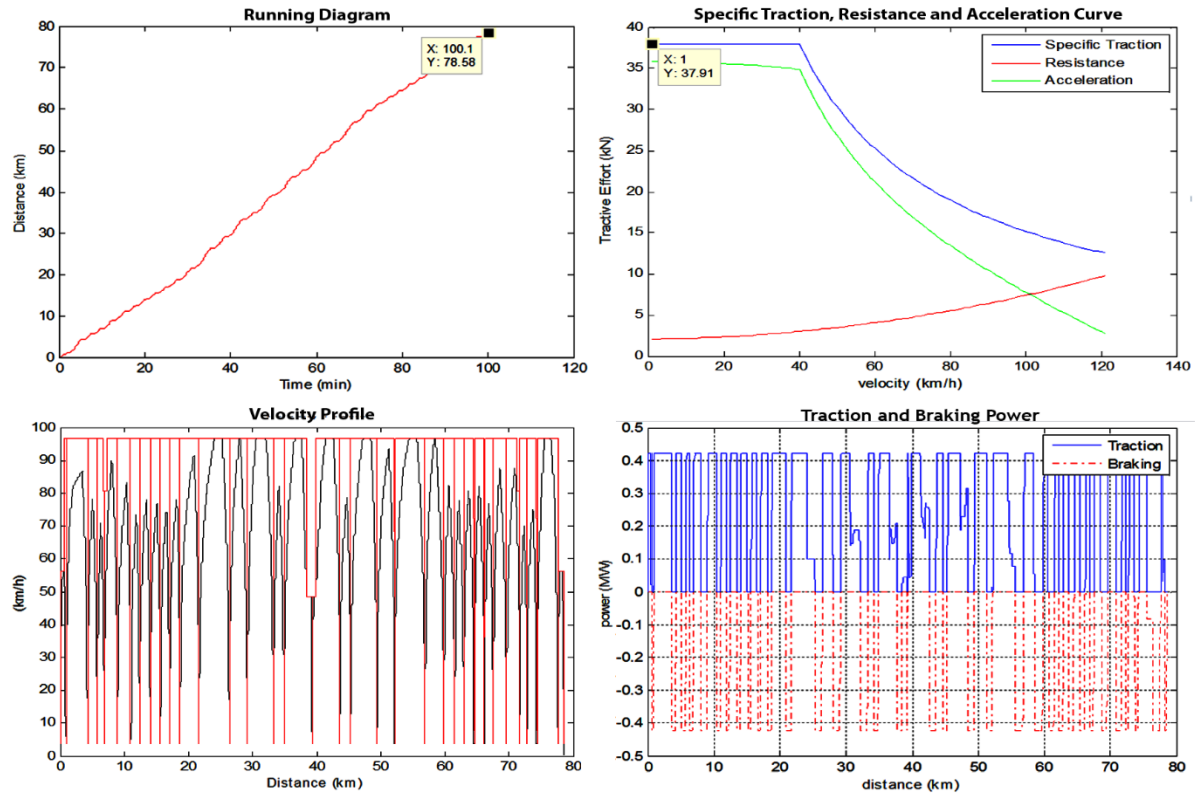 Running Diagram
80
70
60
50
40
30
20
10
0
Distance (km)
X: 100.1
Y: 78.58
0 20 40 60 80 100 120
Time (min)
Specific Traction, Resistance and Acceleration Curve
40
35
30
25
20
15
10
5
0
Tractive Effort (kN)
X: 1
Y: 37.91
Specific Traction
Resistance
Acceleration
0 20 40 60 80 100 120 140
velocity (km/h)
Velocity Profile
100
90
80
70
60
50
40
30
20
10
0
(km/h)
0 10 20 30 40 50 60 70 80
Distance (km)
Traction and Braking Power
0.5
0.4
0.3
0.2
0.1
0
-0.1
-0.2
-0.3
-0.4
-0.5
power (MW)
Traction
Braking
0 10 20 30 40 50 60 70 80
distance (km)